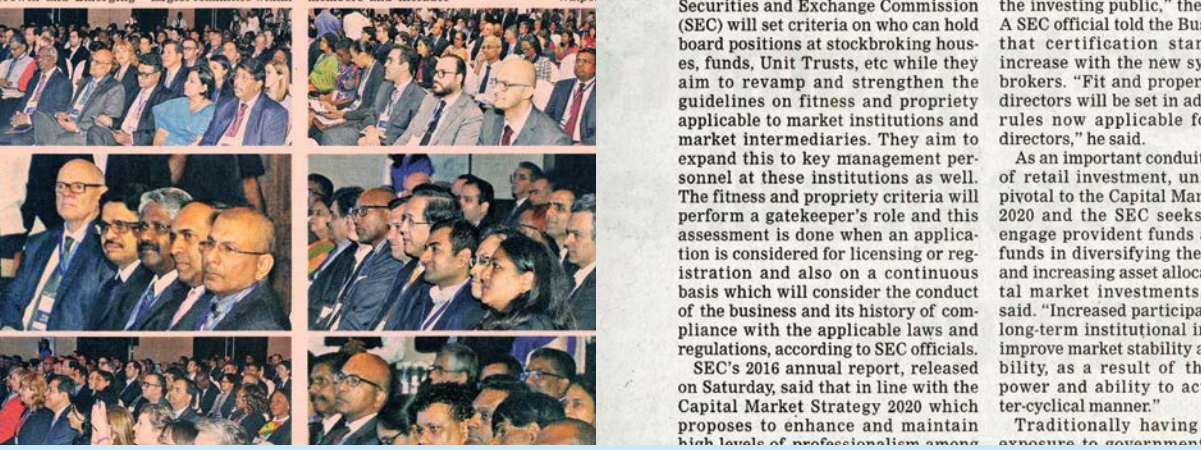 Securities and Exchange Commission
(SEC) will set criteria on who can hold
board positions at stockbroking hous-
es, funds, Unit Trusts, etc while they
aim to revamp and strengthen the
guidelines on fitness and propriety
applicable to market institutions and
market intermediaries. They aim to
expand this to key management per-
sonnel at these institutions as well.
The fitness and propriety criteria will
perform a gatekeeper's role and this
assessment is done when an applica-
tion is considered for licensing or reg-
istration and also on a continuous
basis which will consider the conduct
of the business and its history of com-
pliance with the applicable laws and
regulations, according to SEC officials.
SEC's 2016 annual report, released
on Saturday, said that in line with the
Capital Market Strategy 2020 which
proposes to enhance and maintain
high levels of professionalism among
the investing public," the
A SEC official told the Bu
that certification sta
increase with the new sy
brokers. "Fit and proper
directors will be set in ad
rules now applicable fo
directors," he said.
As an important conduit
of retail investment, un
pivotal to the Capital Mar
2020 and the SEC seeks
engage provident funds
funds in diversifying the
and increasing asset alloc
tal market investments
said. "Increased participa
long-term institutional i
improve market stability a
bility, as a result of th
power and ability to ac
ter-cyclical manner."
Traditionally having
exposure to government